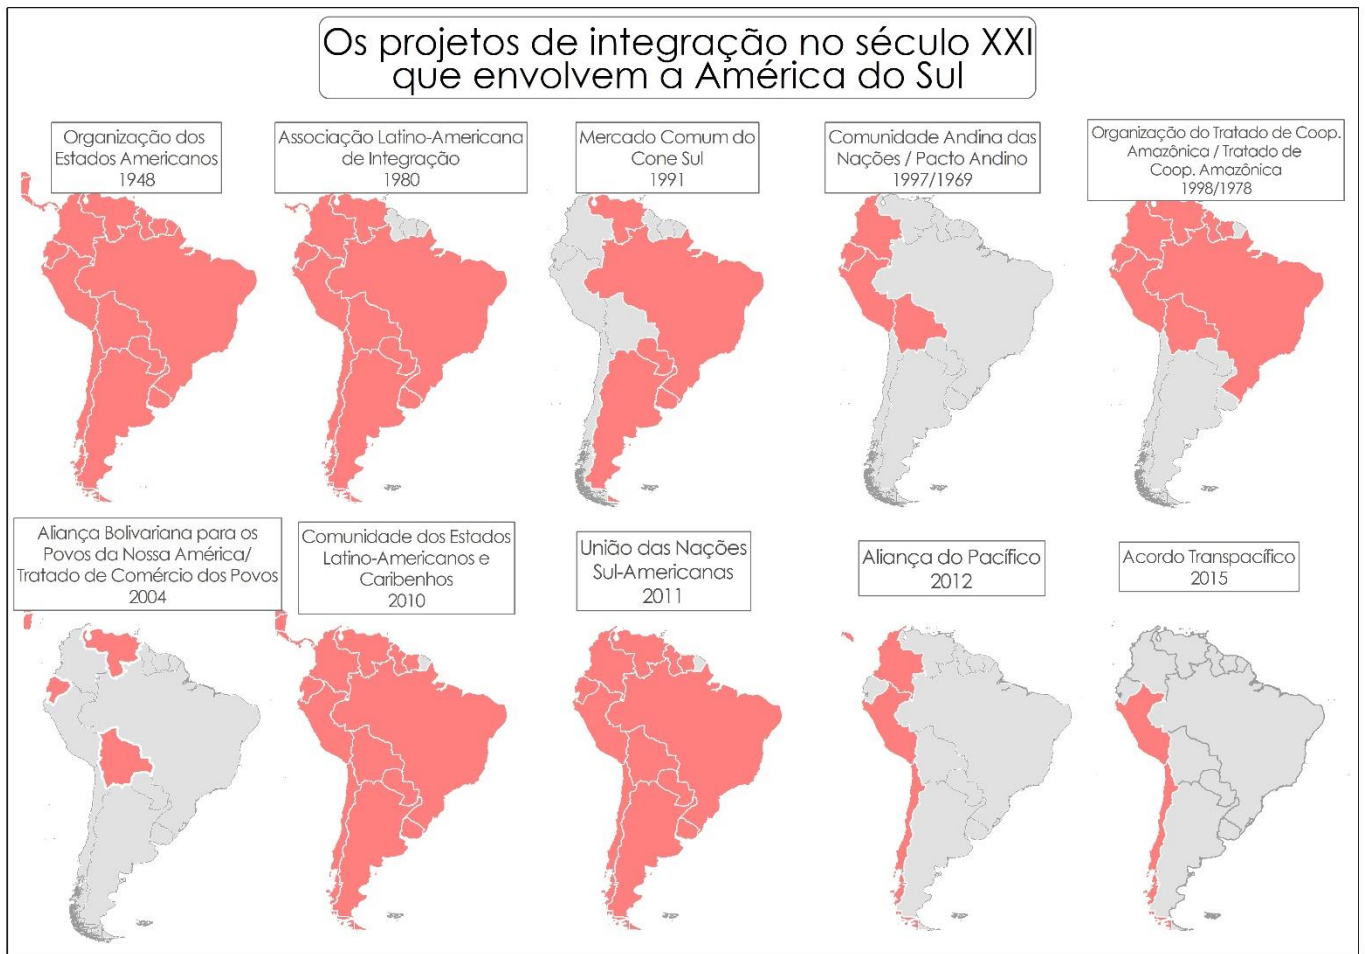 Os projetos de integração no século XXI
que envolvem a América do Sul
Organização dos
Estados Americanos
1948
Associação Latino-Americana
de Integração
1980
Mercado Comum do
Cone Sul
1991
Comunidade Andina das
Nações / Pacto Andino
1997/1969
Organização do Tratado de Coop.
Amazônica / Tratado de
Coop. Amazônica
1998/1978
Aliança Bolivariana para os
Povos da Nossa América/
Tratado de Comércio dos Povos
2004
Comunidade dos Estados
Latino-Americanos e
Caribenhos
2010
União das Nações
Sul-Americanas
2011
Aliança do Pacífico
2012
Acordo Transpacífico
2015